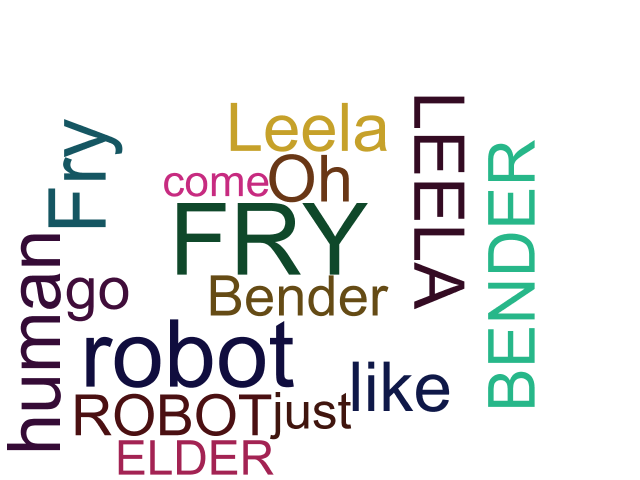 Leela
LEELA
Fry
BENDER
come
Oh
FRY
human
go
Bender
robot
like
ROBOT
just
ELDER